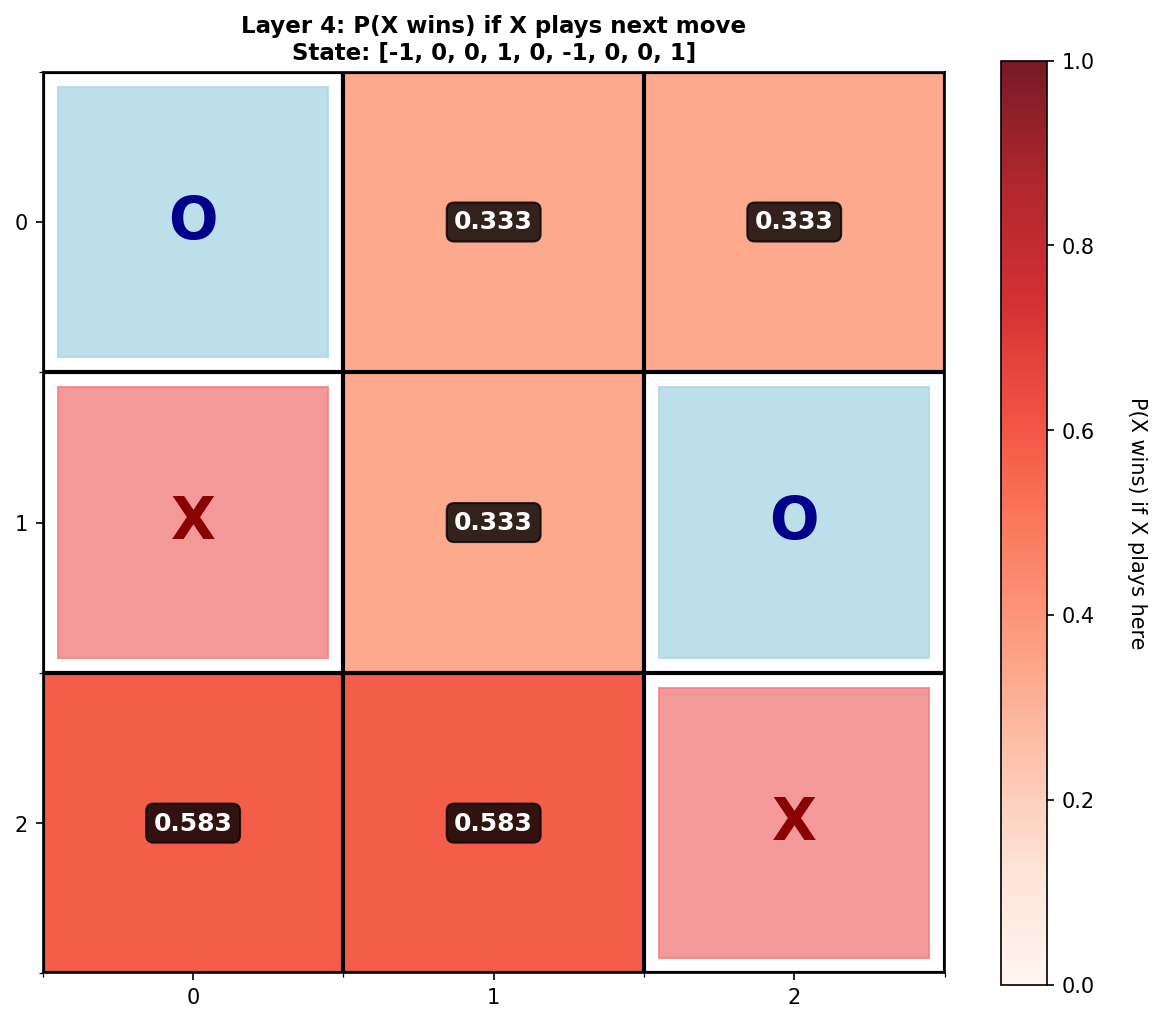 Layer 4: P(X wins) if X plays next move
State: [-1, 0, 0, 1, 0, -1, 0, 0, 1]
O
0.333
0.333
X
0.333
O
0.583
0.583
X
0
1
2
0
1
2
1.0
0.8
0.6
0.4
0.2
0.0
P(X wins) if X plays here